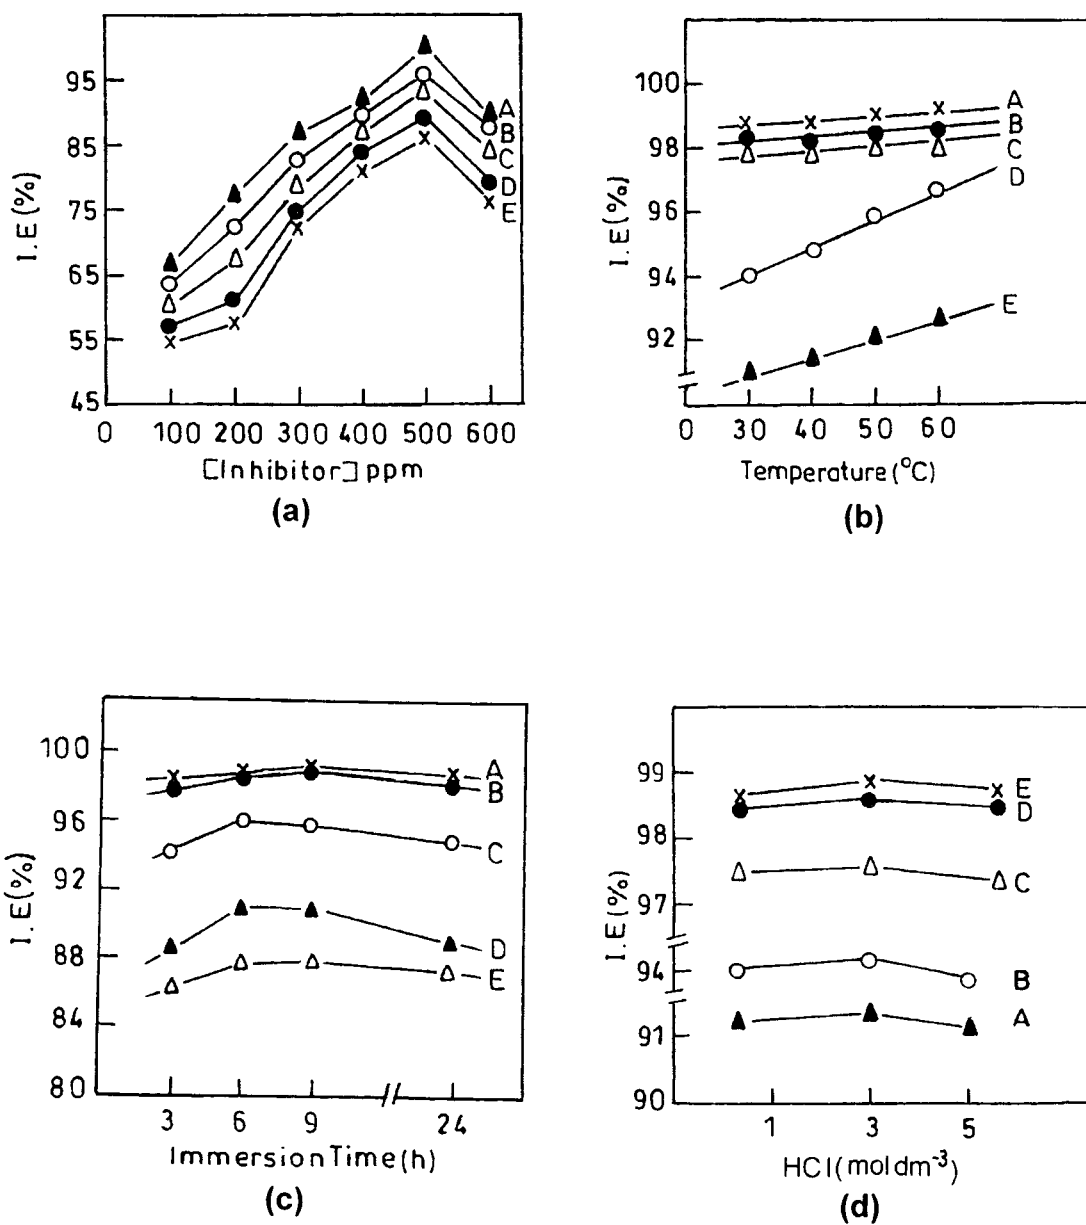 I.E(%)
95
85
75
65
55
45
A
B
C
D
E
0 100 200 300 400 500 600
[Inhibitor] ppm
(a)
I.E(%)
100
98
96
94
92
A
B
C
D
E
0 30 40 50 60
Temperature (°C)
(b)
I.E(%)
100
96
92
88
84
80
A
B
C
D
E
3 6 9 24
Immersion Time (h)
(c)
I.E(%)
99
98
97
94
91
90
E
D
C
B
A
1 3 5
HCl (mol dm-3)
(d)